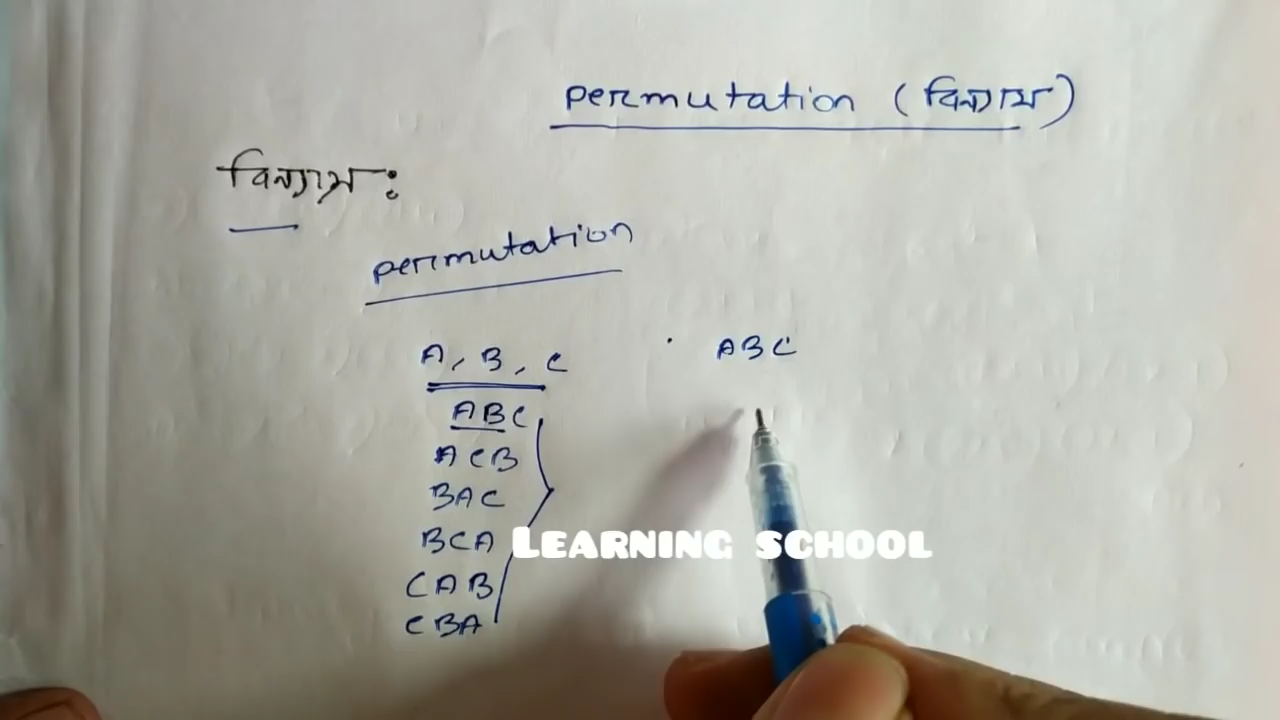 permutation (বিন্যাস)
বিন্যাস :
permutation
A, B, C
ABC
ABC
ACB
BAC
BCA
CAB
CBA
LEARNING SCHOOL